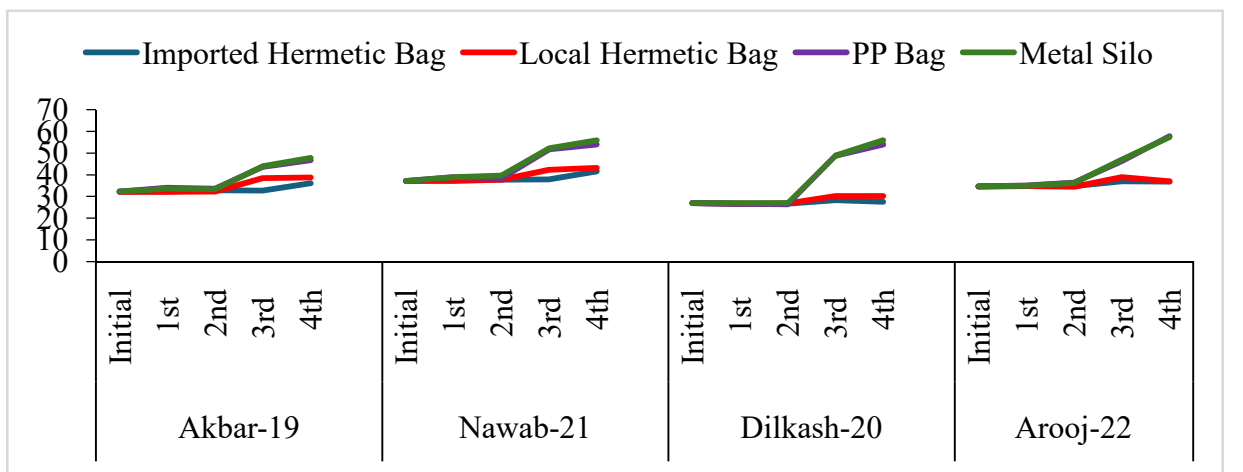 Imported Hermetic Bag Local Hermetic Bag PP Bag Metal Silo
70
60
50
40
30
20
10
0
Initial 1st 2nd 3rd 4th Initial 1st 2nd 3rd 4th Initial 1st 2nd 3rd 4th Initial 1st 2nd 3rd 4th
Akbar-19 Nawab-21 Dilkash-20 Arooj-22